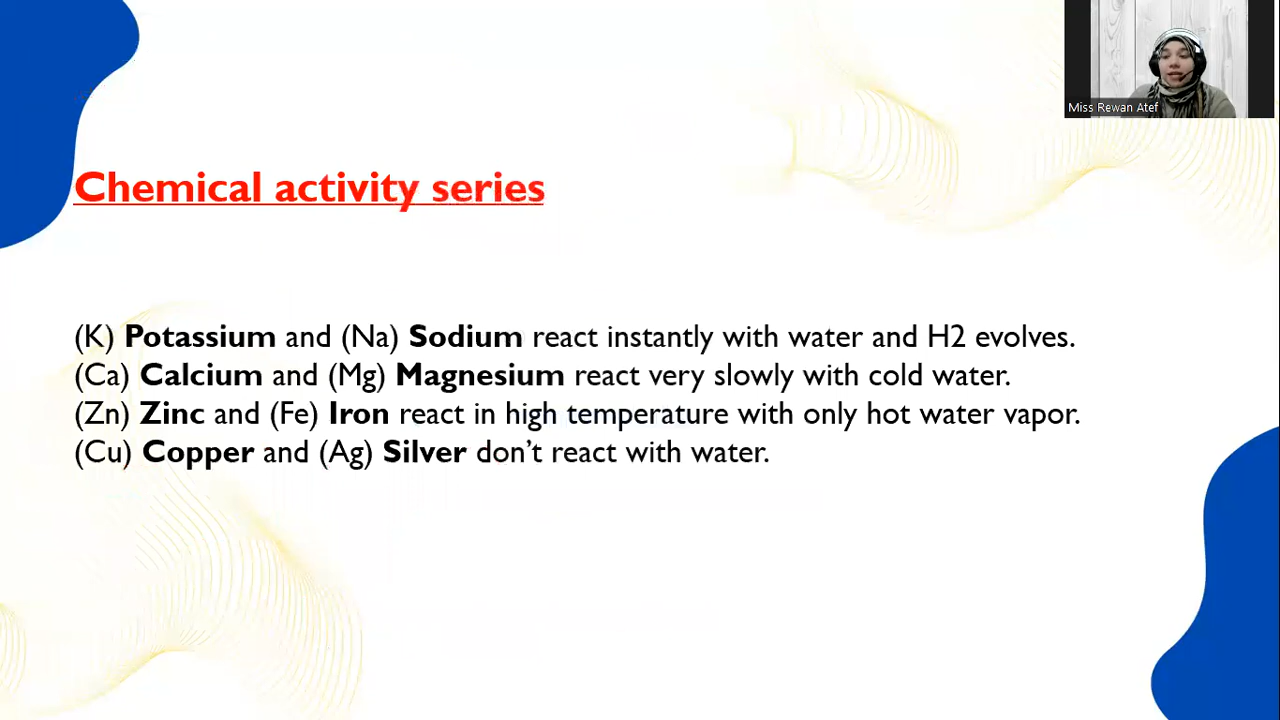 Miss Rewan Atef
Chemical activity series
(K) Potassium and (Na) Sodium react instantly with water and H2 evolves.
(Ca) Calcium and (Mg) Magnesium react very slowly with cold water.
(Zn) Zinc and (Fe) Iron react in high temperature with only hot water vapor.
(Cu) Copper and (Ag) Silver don’t react with water.